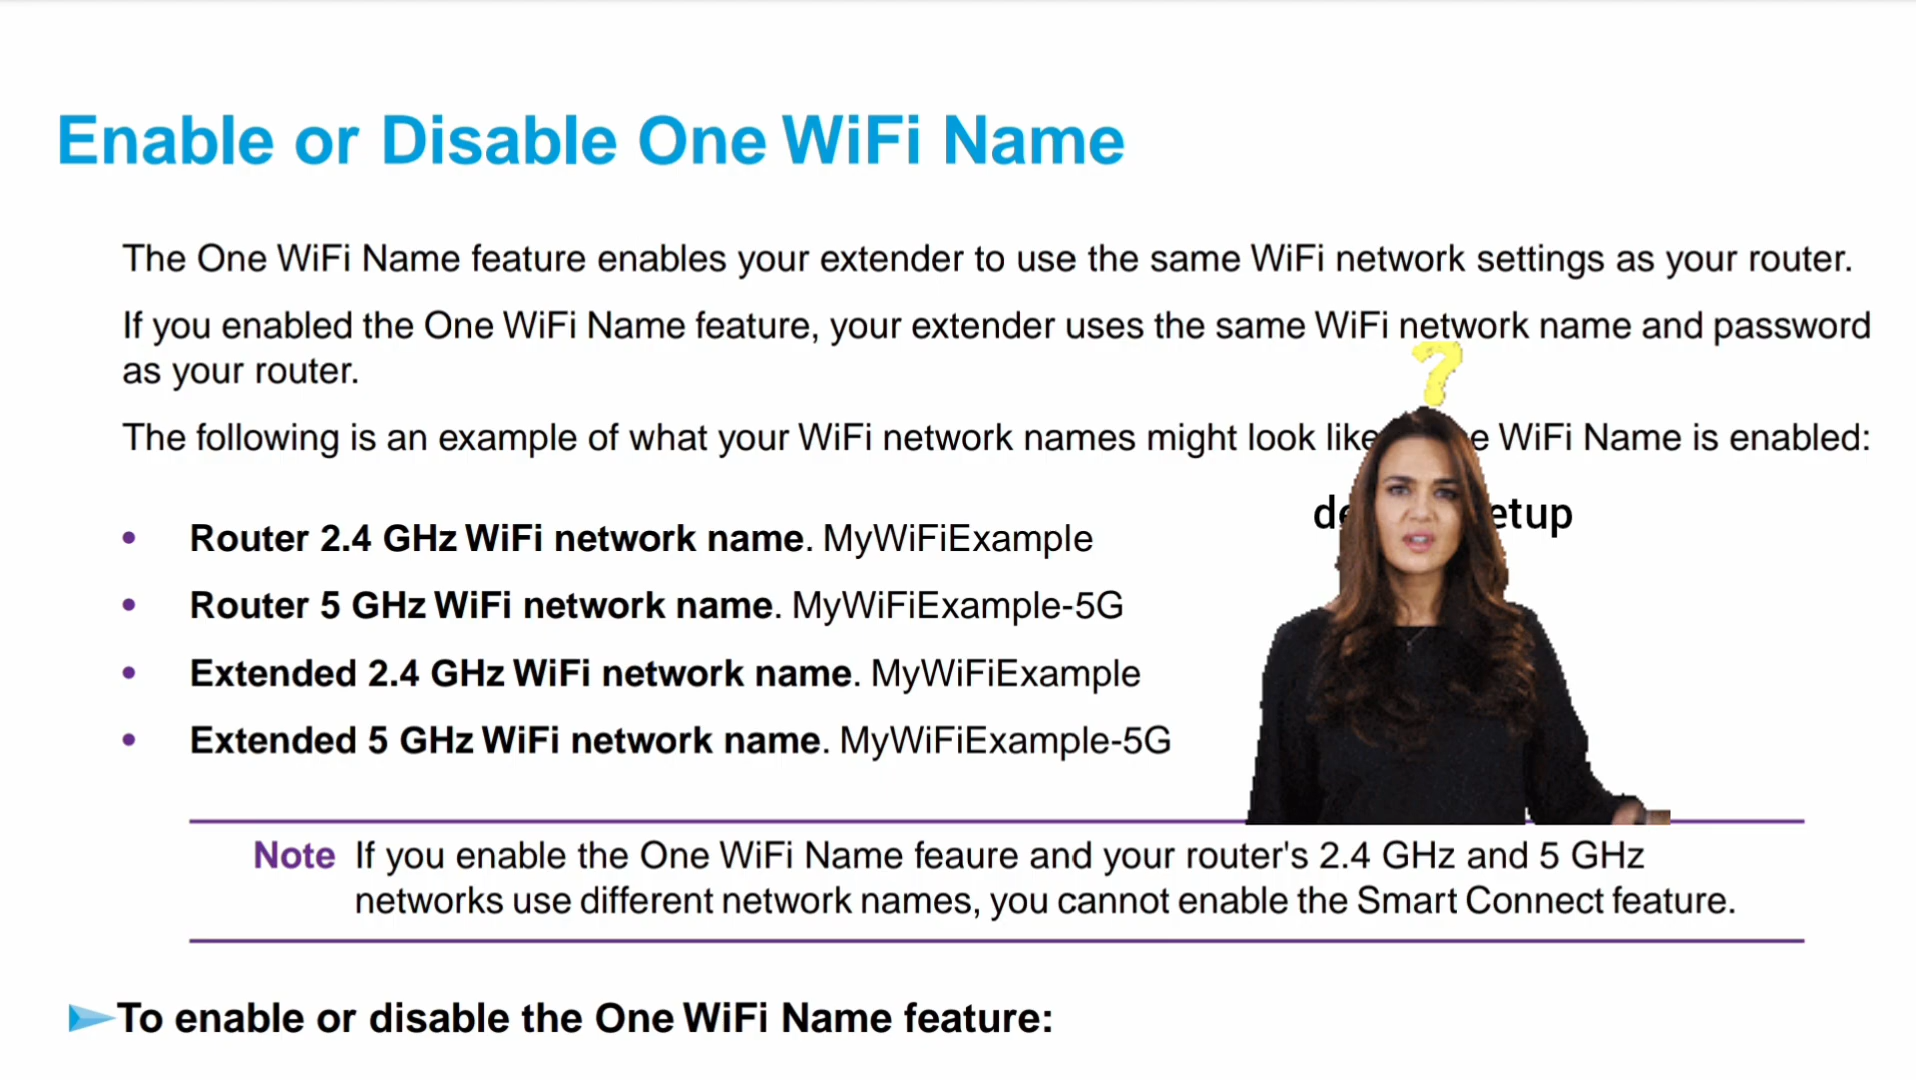 Enable or Disable One WiFi Name
The One WiFi Name feature enables your extender to use the same WiFi network settings as your router.
If you enabled the One WiFi Name feature, your extender uses the same WiFi network name and password
as your router.
The following is an example of what your WiFi network names might look like WiFi Name is enabled:
• Router 2.4 GHz WiFi network name. MyWiFiExample
• Router 5 GHz WiFi network name. MyWiFiExample-5G
• Extended 2.4 GHz WiFi network name. MyWiFiExample
• Extended 5 GHz WiFi network name. MyWiFiExample-5G
Note If you enable the One WiFi Name feaure and your router's 2.4 GHz and 5 GHz
networks use different network names, you cannot enable the Smart Connect feature.
To enable or disable the One WiFi Name feature:
?